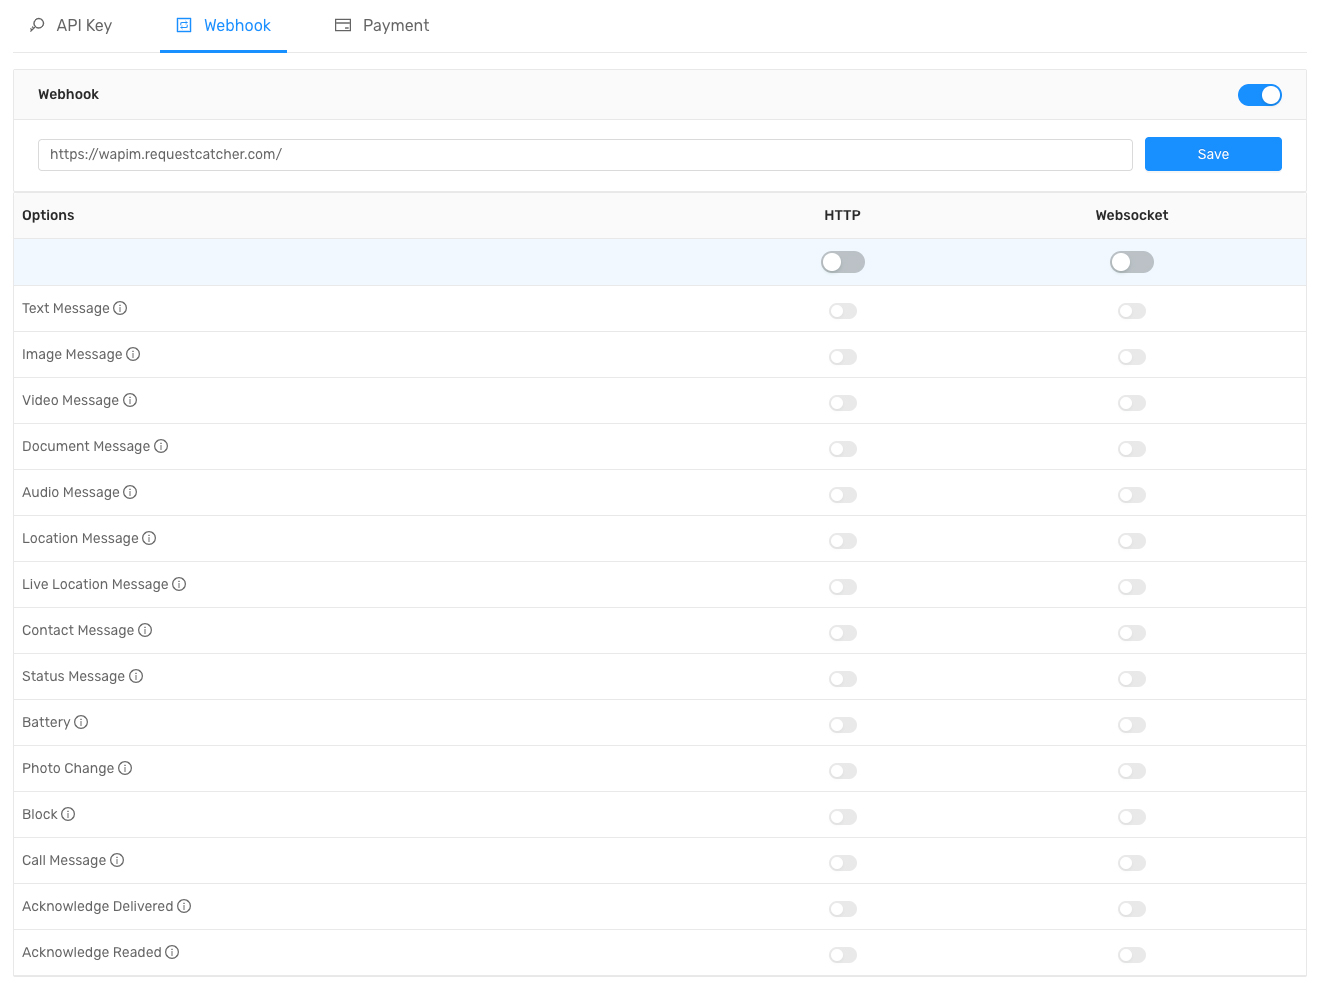 API Key Webhook Payment
Webhook
https://wapim.requestcatcher.com/ Save
Options HTTP Websocket
Text Message
Image Message
Video Message
Document Message
Audio Message
Location Message
Live Location Message
Contact Message
Status Message
Battery
Photo Change
Block
Call Message
Acknowledge Delivered
Acknowledge Readed